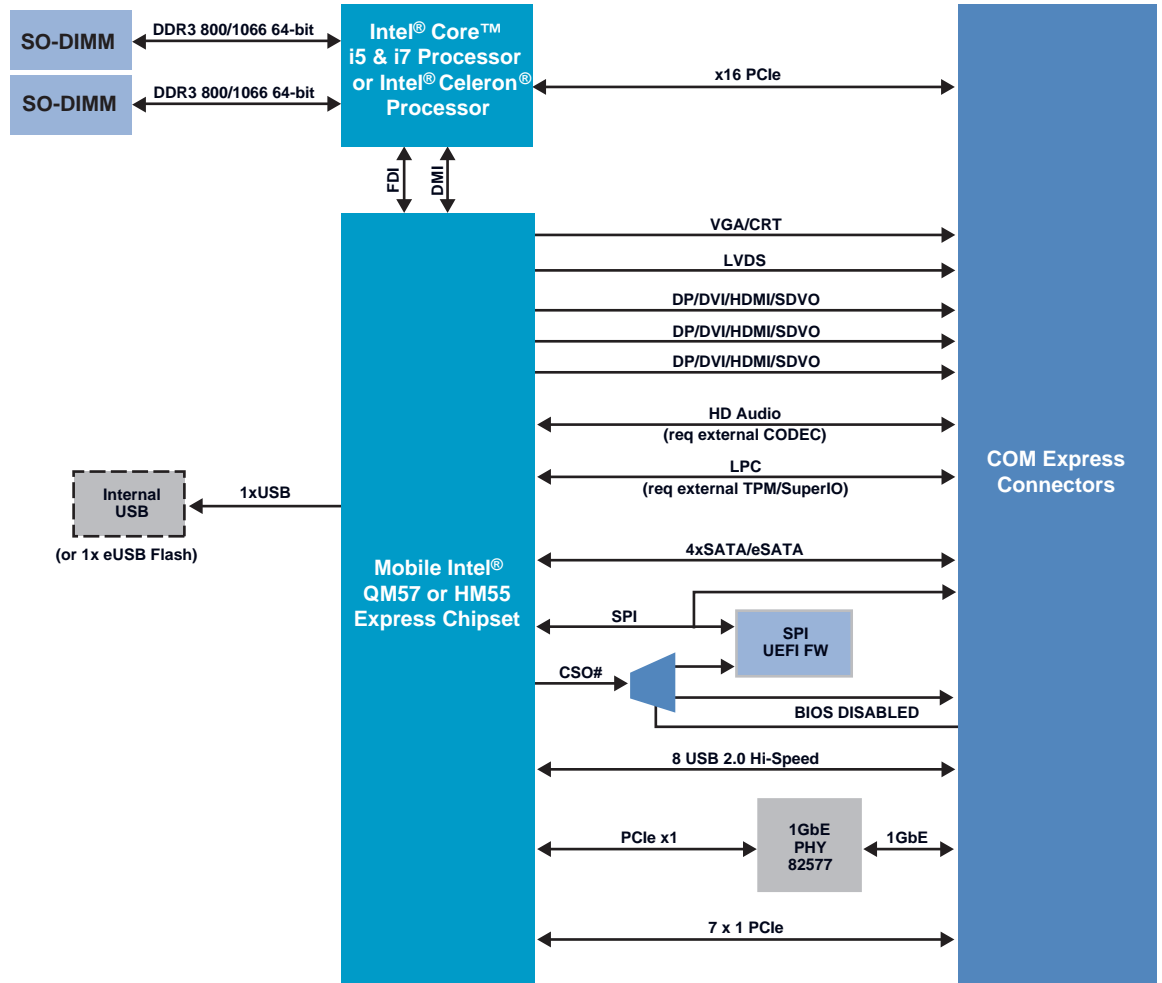 SO-DIMM
DDR3 800/1066 64-bit
SO-DIMM
DDR3 800/1066 64-bit
Intel® Core™
i5 & i7 Processor
or Intel® Celeron®
Processor
x16 PCIe
FDI
DMI
VGA/CRT
LVDS
DP/DVI/HDMI/SDVO
DP/DVI/HDMI/SDVO
DP/DVI/HDMI/SDVO
HD Audio
(req external CODEC)
LPC
(req external TPM/SuperIO)
COM Express
Connectors
Internal
USB
1xUSB
(or 1x eUSB Flash)
4xSATA/eSATA
Mobile Intel®
QM57 or HM55
Express Chipset
SPI
SPI
UEFI FW
CSO#
BIOS DISABLED
8 USB 2.0 Hi-Speed
PCIe x1
1GbE
PHY
82577
1GbE
7 x 1 PCIe